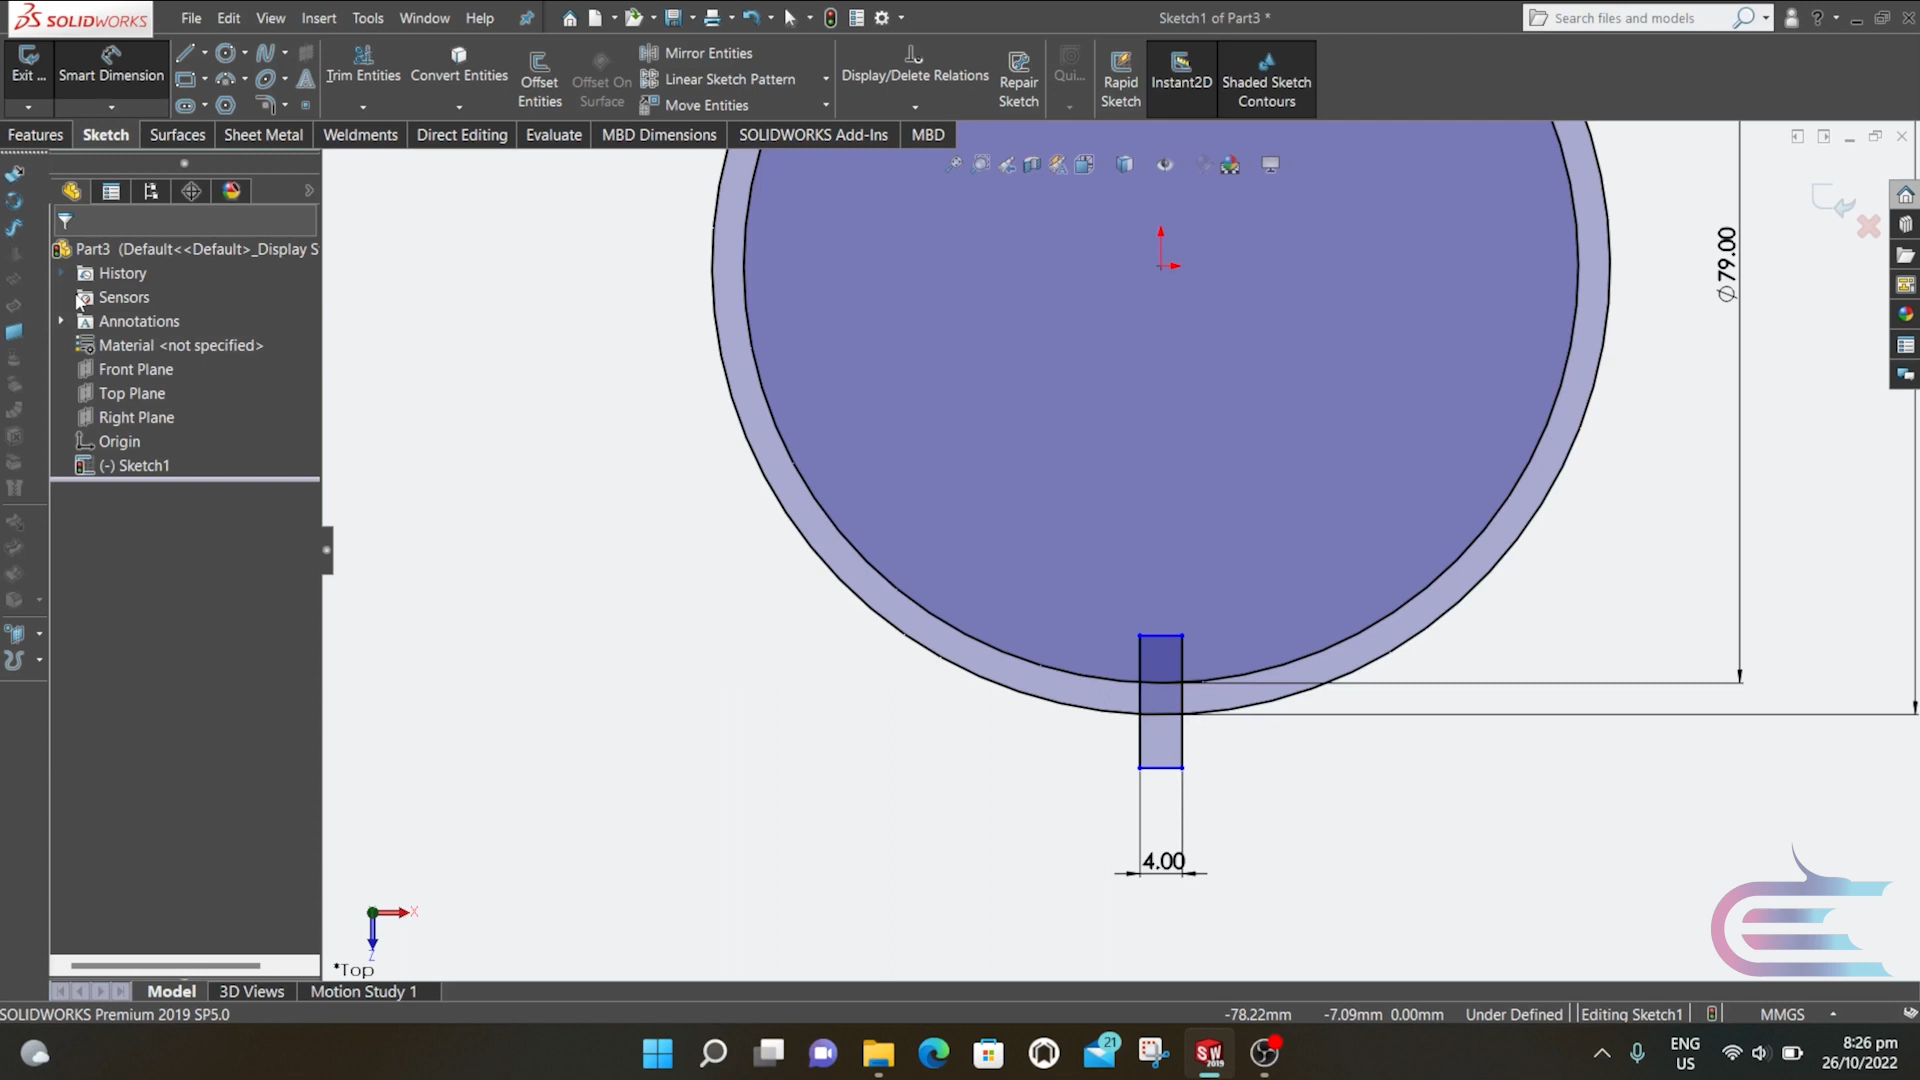 SOLIDWORKS
File Edit View Insert Tools Window Help
Sketch1 of Part3 *
Search files and models
Exit ...
Smart Dimension
Trim Entities
Convert Entities
Offset Entities
Offset On Surface
Mirror Entities
Linear Sketch Pattern
Move Entities
Display/Delete Relations
Repair Sketch
Qui...
Rapid Sketch
Instant2D
Shaded Sketch Contours
Features Sketch Surfaces Sheet Metal Weldments Direct Editing Evaluate MBD Dimensions SOLIDWORKS Add-Ins MBD
Part3 (Default<<Default>_Display S
History
Sensors
Annotations
Material <not specified>
Front Plane
Top Plane
Right Plane
Origin
(-) Sketch1
∅79.00
4.00
X
Z
*Top
Model 3D Views Motion Study 1
SOLIDWORKS Premium 2019 SP5.0
-78.22mm -7.09mm 0.00mm Under Defined Editing Sketch1 MMGS
21
SW 2019
ENG
US
8:26 pm
26/10/2022